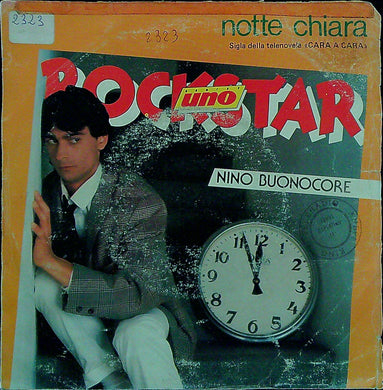 2323
2323
notte chiara
Sigla della telenovela «CARA A CARA»
ROCKSTAR
uno
NINO BUONOCORE
12
1
2
3
4
5
6
7
8
9
10
11